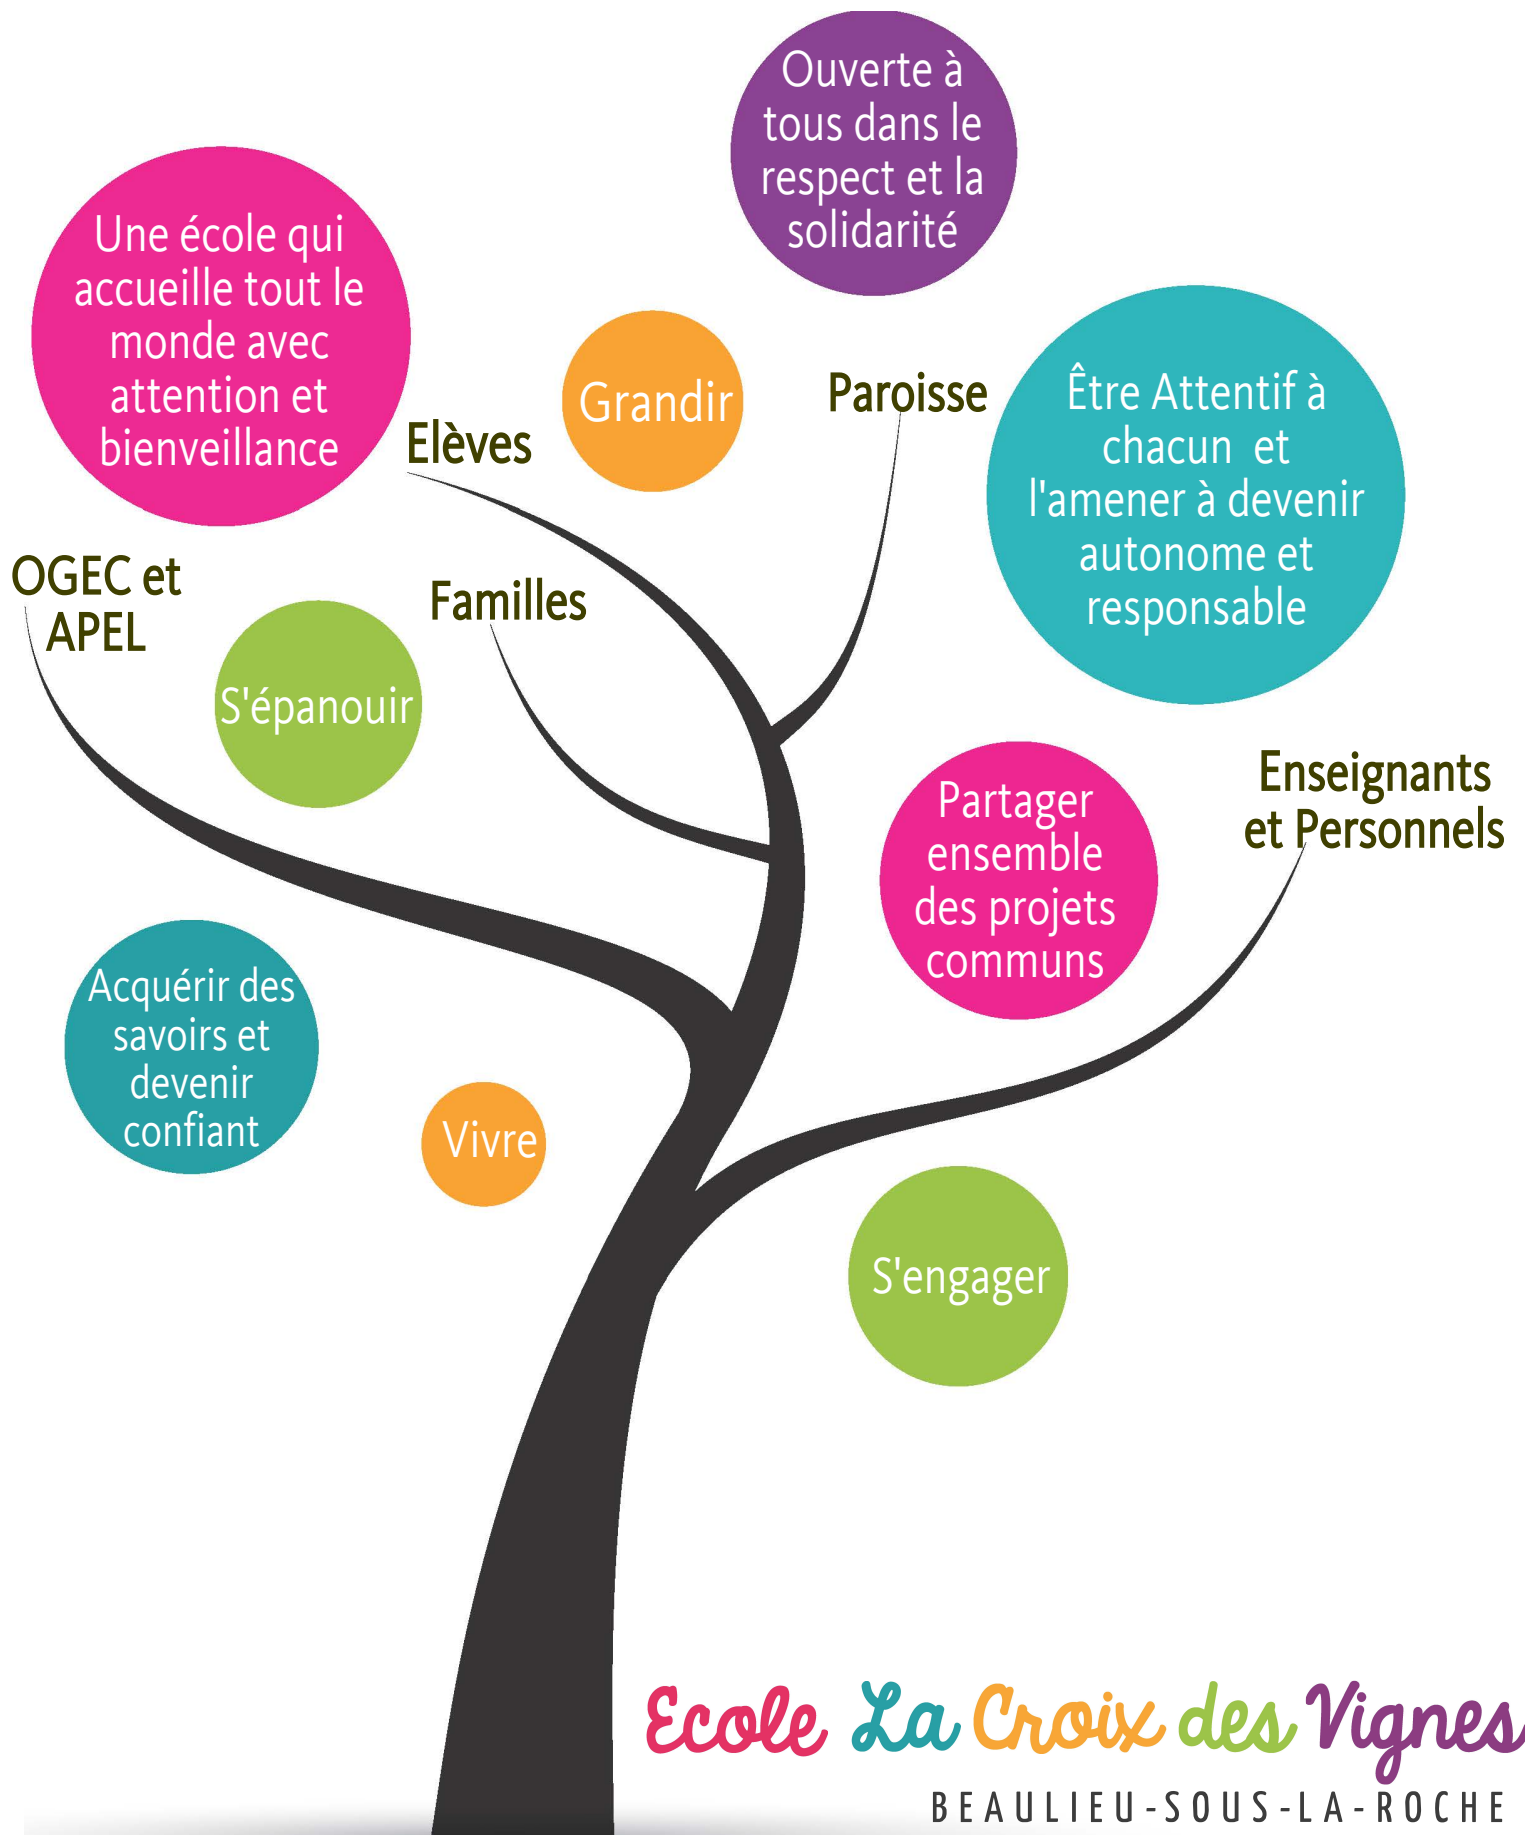 Ouverte à
tous dans le
respect et la
solidarité
Une école qui
accueille tout le
monde avec
attention et
bienveillance
Grandir
Paroisse
Être Attentif à
chacun et
l'amener à devenir
autonome et
responsable
Elèves
OGEC et
APEL
Familles
S'épanouir
Enseignants
et Personnels
Partager
ensemble
des projets
communs
Acquérir des
savoirs et
devenir
confiant
Vivre
S'engager
Ecole La Croix des Vignes
BEAULIEU-SOUS-LA-ROCHE